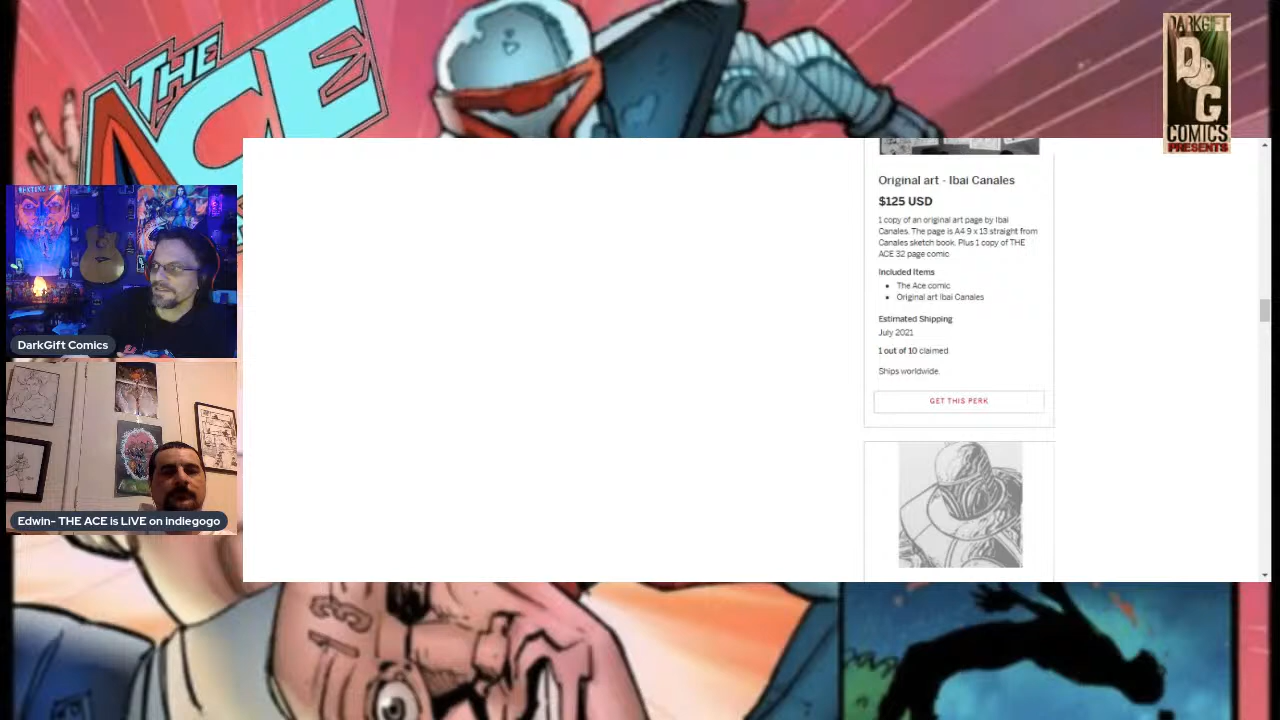 THE
ACE
DARKGIFT
DG
COMICS
PRESENTS
Original art - Ibai Canales
$125 USD
1 copy of an original art page by Ibai
Canales. The page is A4 9 x 13 straight from
Canales sketch book. Plus 1 copy of THE
ACE 32 page comic
Included Items
The Ace comic
Original art Ibai Canales
Estimated Shipping
July 2021
1 out of 10 claimed
Ships worldwide.
GET THIS PERK
DarkGift Comics
Edwin- THE ACE is LiVE on indiegogo
13